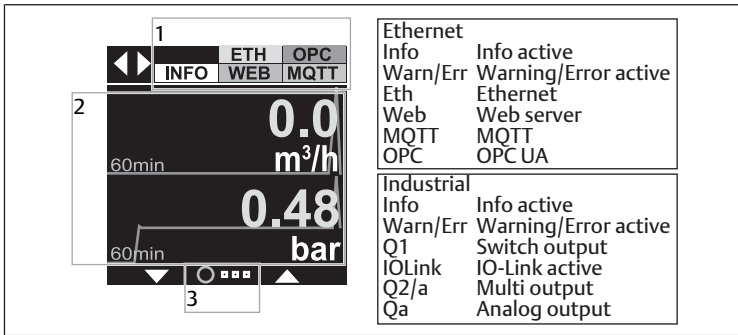 1
ETH OPC
INFO WEB MQTT
2
0.0
m³/h
60min
0.48
bar
60min
3
Ethernet
Info Info active
Warn/Err Warning/Error active
Eth Ethernet
Web Web server
MQTT MQTT
OPC OPC UA
Industrial
Info Info active
Warn/Err Warning/Error active
Q1 Switch output
IOLink IO-Link active
Q2/a Multi output
Qa Analog output